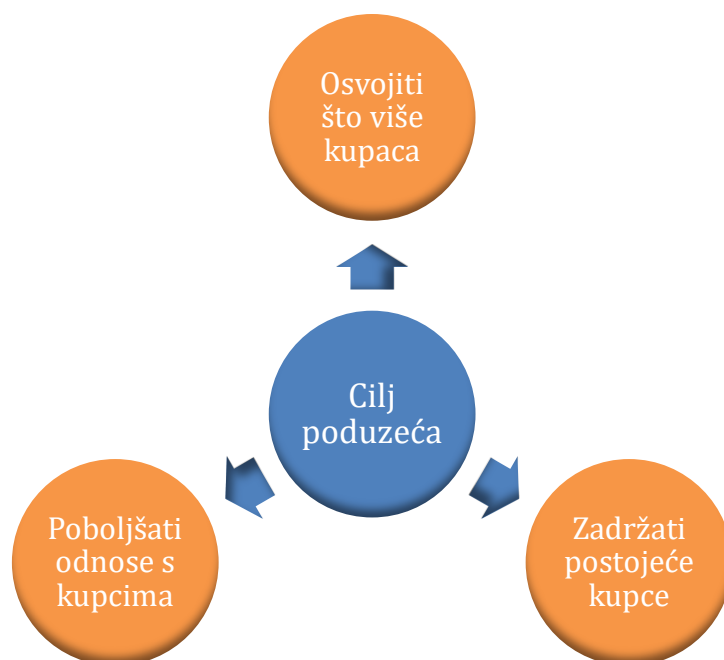 Osvojiti
što više
kupaca
Cilj
poduzeća
Poboljšati
odnose s
kupcima
Zadržati
postojeće
kupce